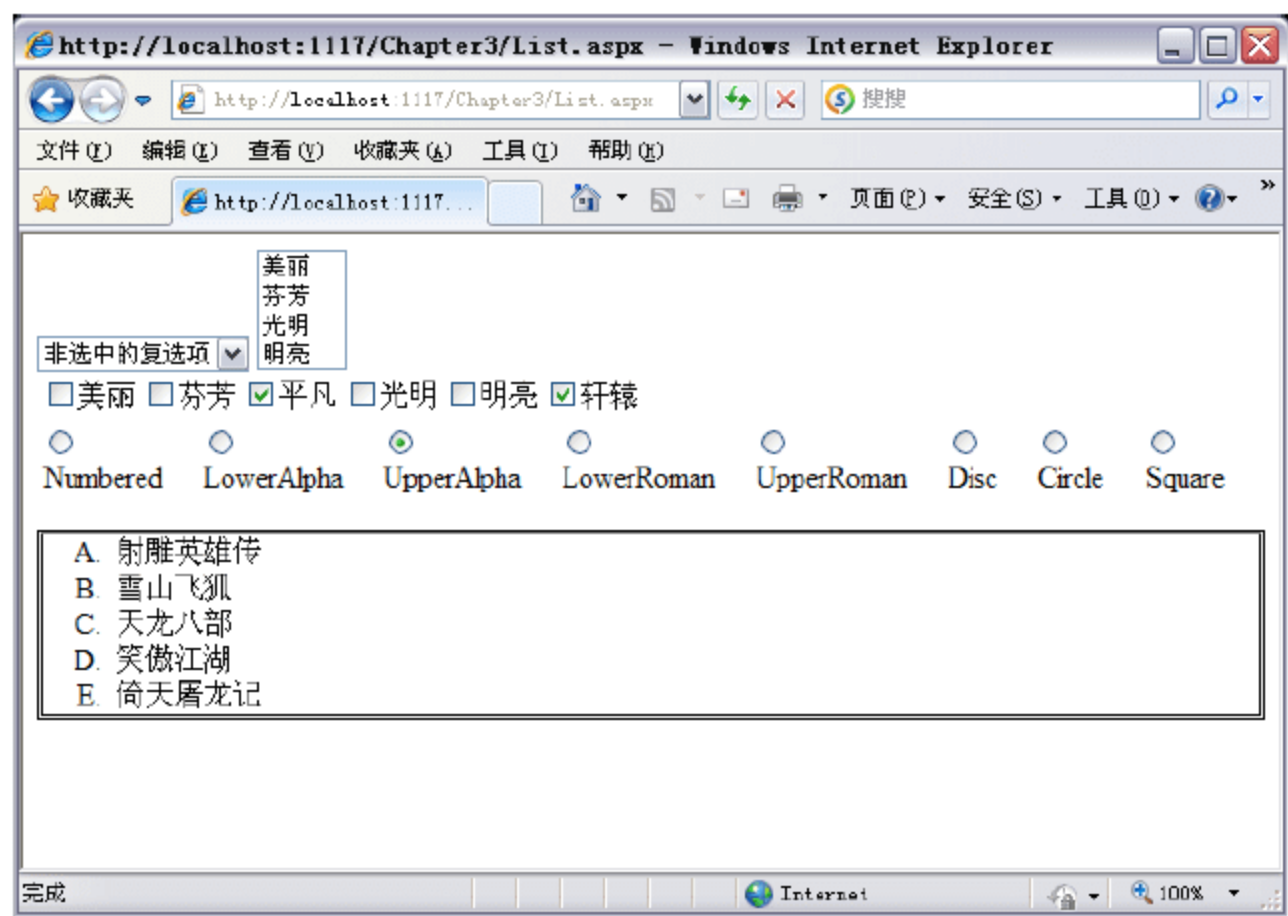 http://localhost:1117/Chapter3/List.aspx - Windows Internet Explorer
http://localhost:1117/Chapter3/List.aspx 搜搜
文件(F) 编辑(E) 查看(V) 收藏夹(A) 工具(T) 帮助(H)
收藏夹 http://localhost:1117... 页面(P) 安全(S) 工具(O) »
美丽
芬芳
光明
非选中的复选项 明亮
美丽 芬芳 平凡 光明 明亮 轩辕
Numbered LowerAlpha UpperAlpha LowerRoman UpperRoman Disc Circle Square
A. 射雕英雄传
B. 雪山飞狐
C. 天龙八部
D. 笑傲江湖
E. 倚天屠龙记
完成 Internet 100%